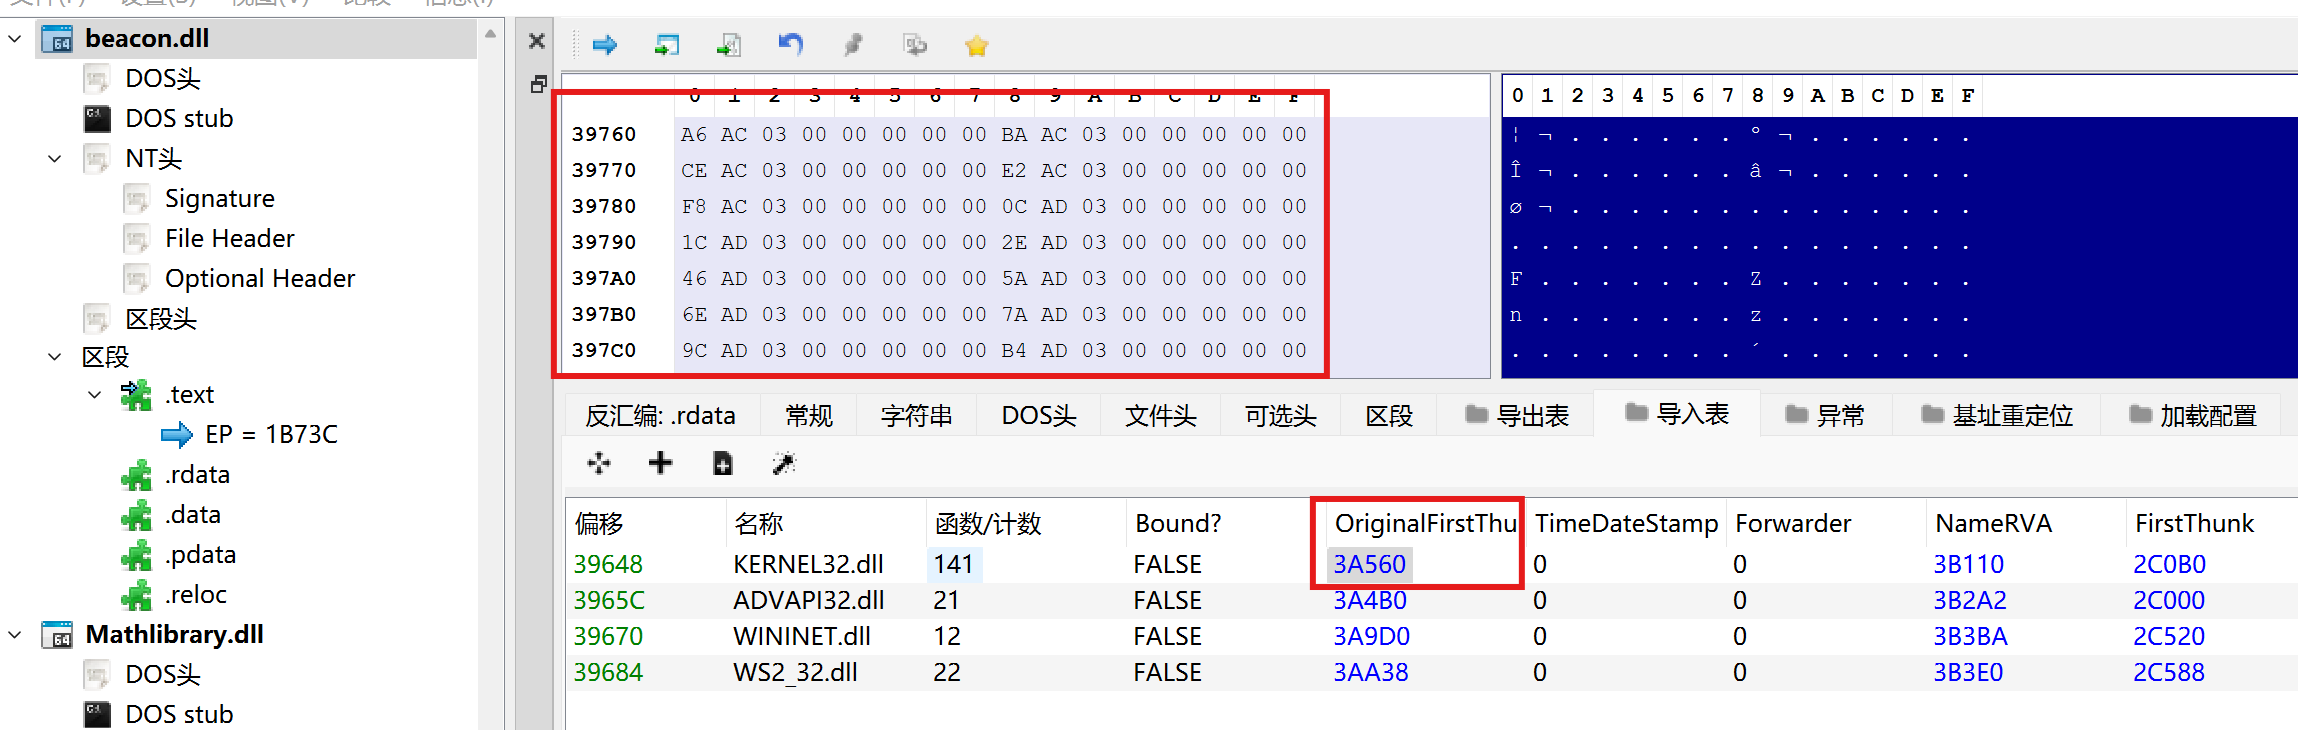 文件(F) 设置(S) 视图(V) 比较 信息(I)
beacon.dll
DOS头
DOS stub
NT头
Signature
File Header
Optional Header
区段头
区段
.text
EP = 1B73C
.rdata
.data
.pdata
.reloc
Mathlibrary.dll
DOS头
DOS stub
0 1 2 3 4 5 6 7 8 9 A B C D E F
39760 A6 AC 03 00 00 00 00 00 BA AC 03 00 00 00 00 00
39770 CE AC 03 00 00 00 00 00 E2 AC 03 00 00 00 00 00
39780 F8 AC 03 00 00 00 00 00 0C AD 03 00 00 00 00 00
39790 1C AD 03 00 00 00 00 00 2E AD 03 00 00 00 00 00
397A0 46 AD 03 00 00 00 00 00 5A AD 03 00 00 00 00 00
397B0 6E AD 03 00 00 00 00 00 7A AD 03 00 00 00 00 00
397C0 9C AD 03 00 00 00 00 00 B4 AD 03 00 00 00 00 00
0 1 2 3 4 5 6 7 8 9 A B C D E F
¦ ¬ . . . . . . º ¬ . . . . . .
Î ¬ . . . . . . â ¬ . . . . . .
ø ¬ . . . . . . . . . . . . . .
. . . . . . . . . . . . . . . .
F . . . . . . . Z . . . . . . .
n . . . . . . . z . . . . . . .
. . . . . . . . ´ . . . . . . .
反汇编: .rdata 常规 字符串 DOS头 文件头 可选头 区段 导出表 导入表 异常 基址重定位 加载配置
偏移 名称 函数/计数 Bound? OriginalFirstThu TimeDateStamp Forwarder NameRVA FirstThunk
39648 KERNEL32.dll 141 FALSE 3A560 0 0 3B110 2C0B0
3965C ADVAPI32.dll 21 FALSE 3A4B0 0 0 3B2A2 2C000
39670 WININET.dll 12 FALSE 3A9D0 0 0 3B3BA 2C520
39684 WS2_32.dll 22 FALSE 3AA38 0 0 3B3E0 2C588